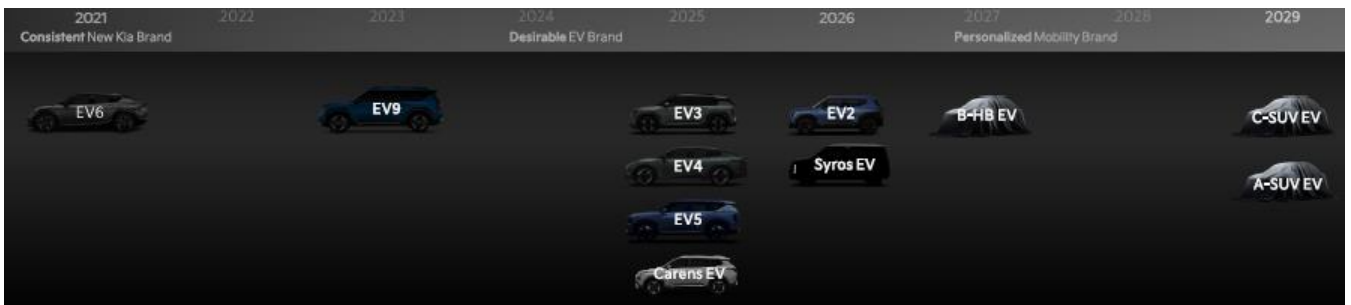 2021 2022 2023 2024 2025 2026 2027 2028 2029
Consistent New Kia Brand Desirable EV Brand Personalized Mobility Brand
EV6 EV9 EV3 EV2 B-HB EV C-SUV EV
EV4 Syros EV A-SUV EV
EV5
Carens EV